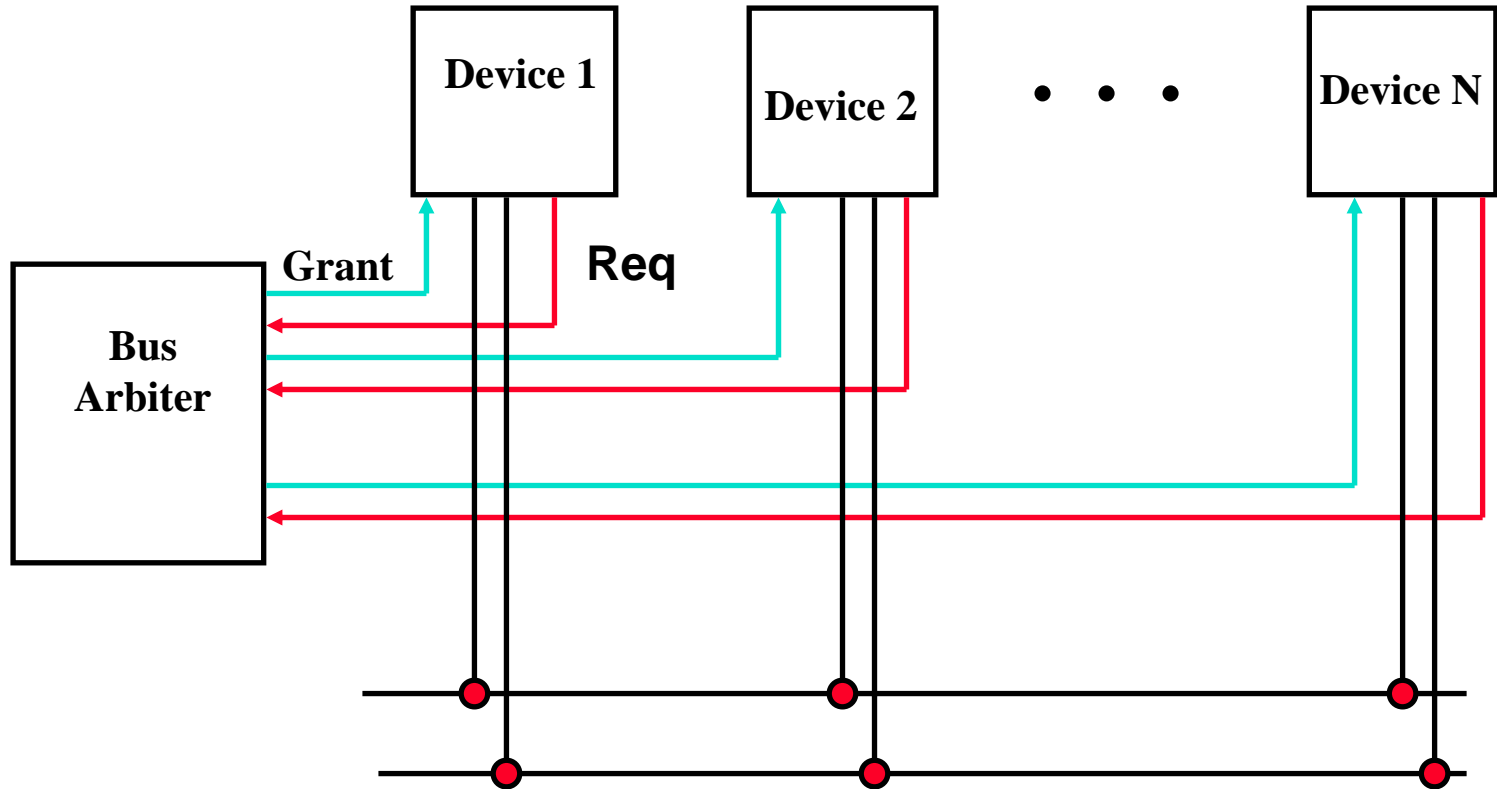 Device 1
Device 2
Device N
Grant
Req
Bus
Arbiter